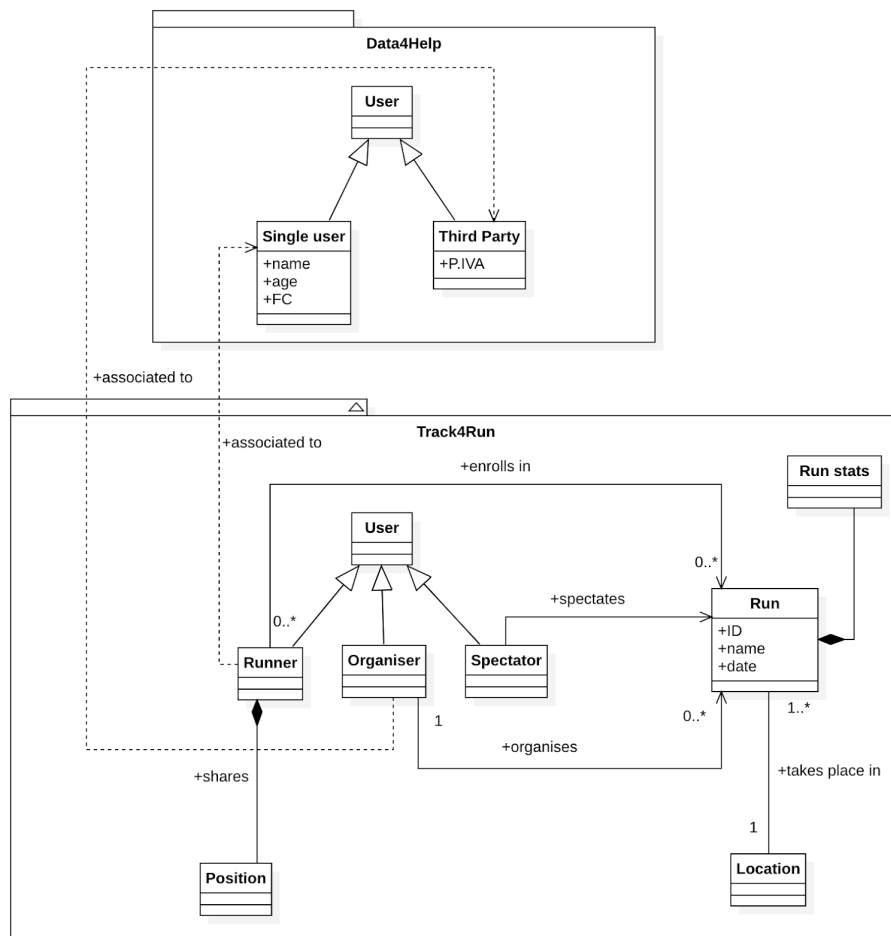 Data4Help
User
Single user
+name
+age
+FC
Third Party
+P.IVA
+associated to
Track4Run
+associated to
+enrolls in
Run stats
User
0..*
+spectates
Run
+ID
+name
+date
0..*
Runner
Organiser
Spectator
1
0..*
1..*
+organises
+shares
+takes place in
1
Position
Location